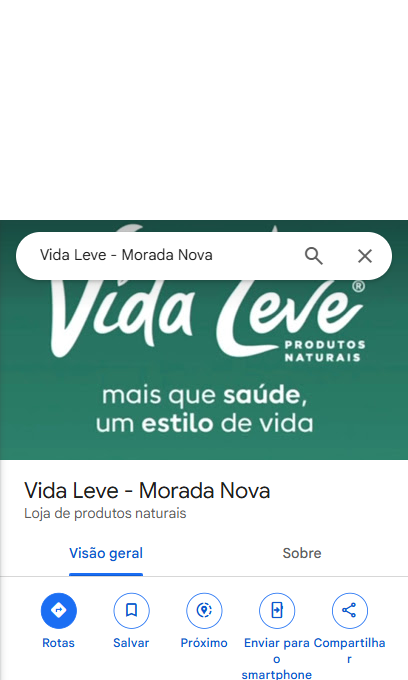 Vida Leve - Morada Nova
Vida Leve®
PRODUTOS
NATURAIS
mais que saúde,
um estilo de vida
Vida Leve - Morada Nova
Loja de produtos naturais
Visão geral
Sobre
Rotas
Salvar
Próximo
Enviar para
o
smartphone
Compartilha
r